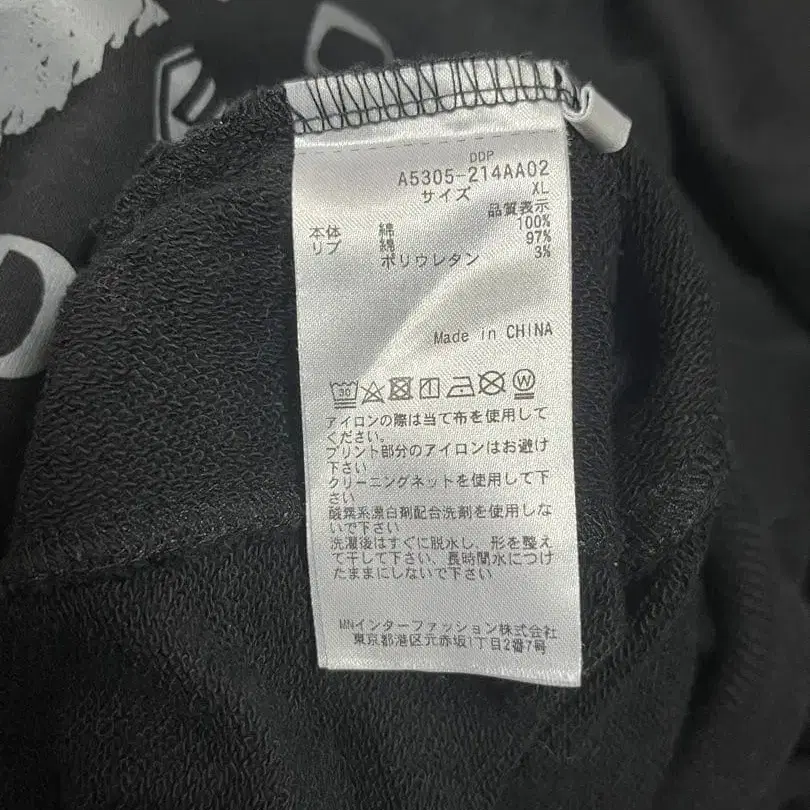 DDP
A5305-214AA02
サイズ XL
品質表示
本体 綿 100%
リブ 綿 97%
ポリウレタン 3%
Made in CHINA
30 W
アイロンの際は当て布を使用して
ください。
プリント部分のアイロンはお避け
下さい
クリーニングネットを使用して下
さい
酸素系漂白剤配合洗剤を使用しな
いで下さい
洗濯後はすぐに脱水し、形を整え
て干して下さい、長時間水につけ
たままにしないで下さい
MNインターファッション株式会社
東京都港区元赤坂1丁目2番7号